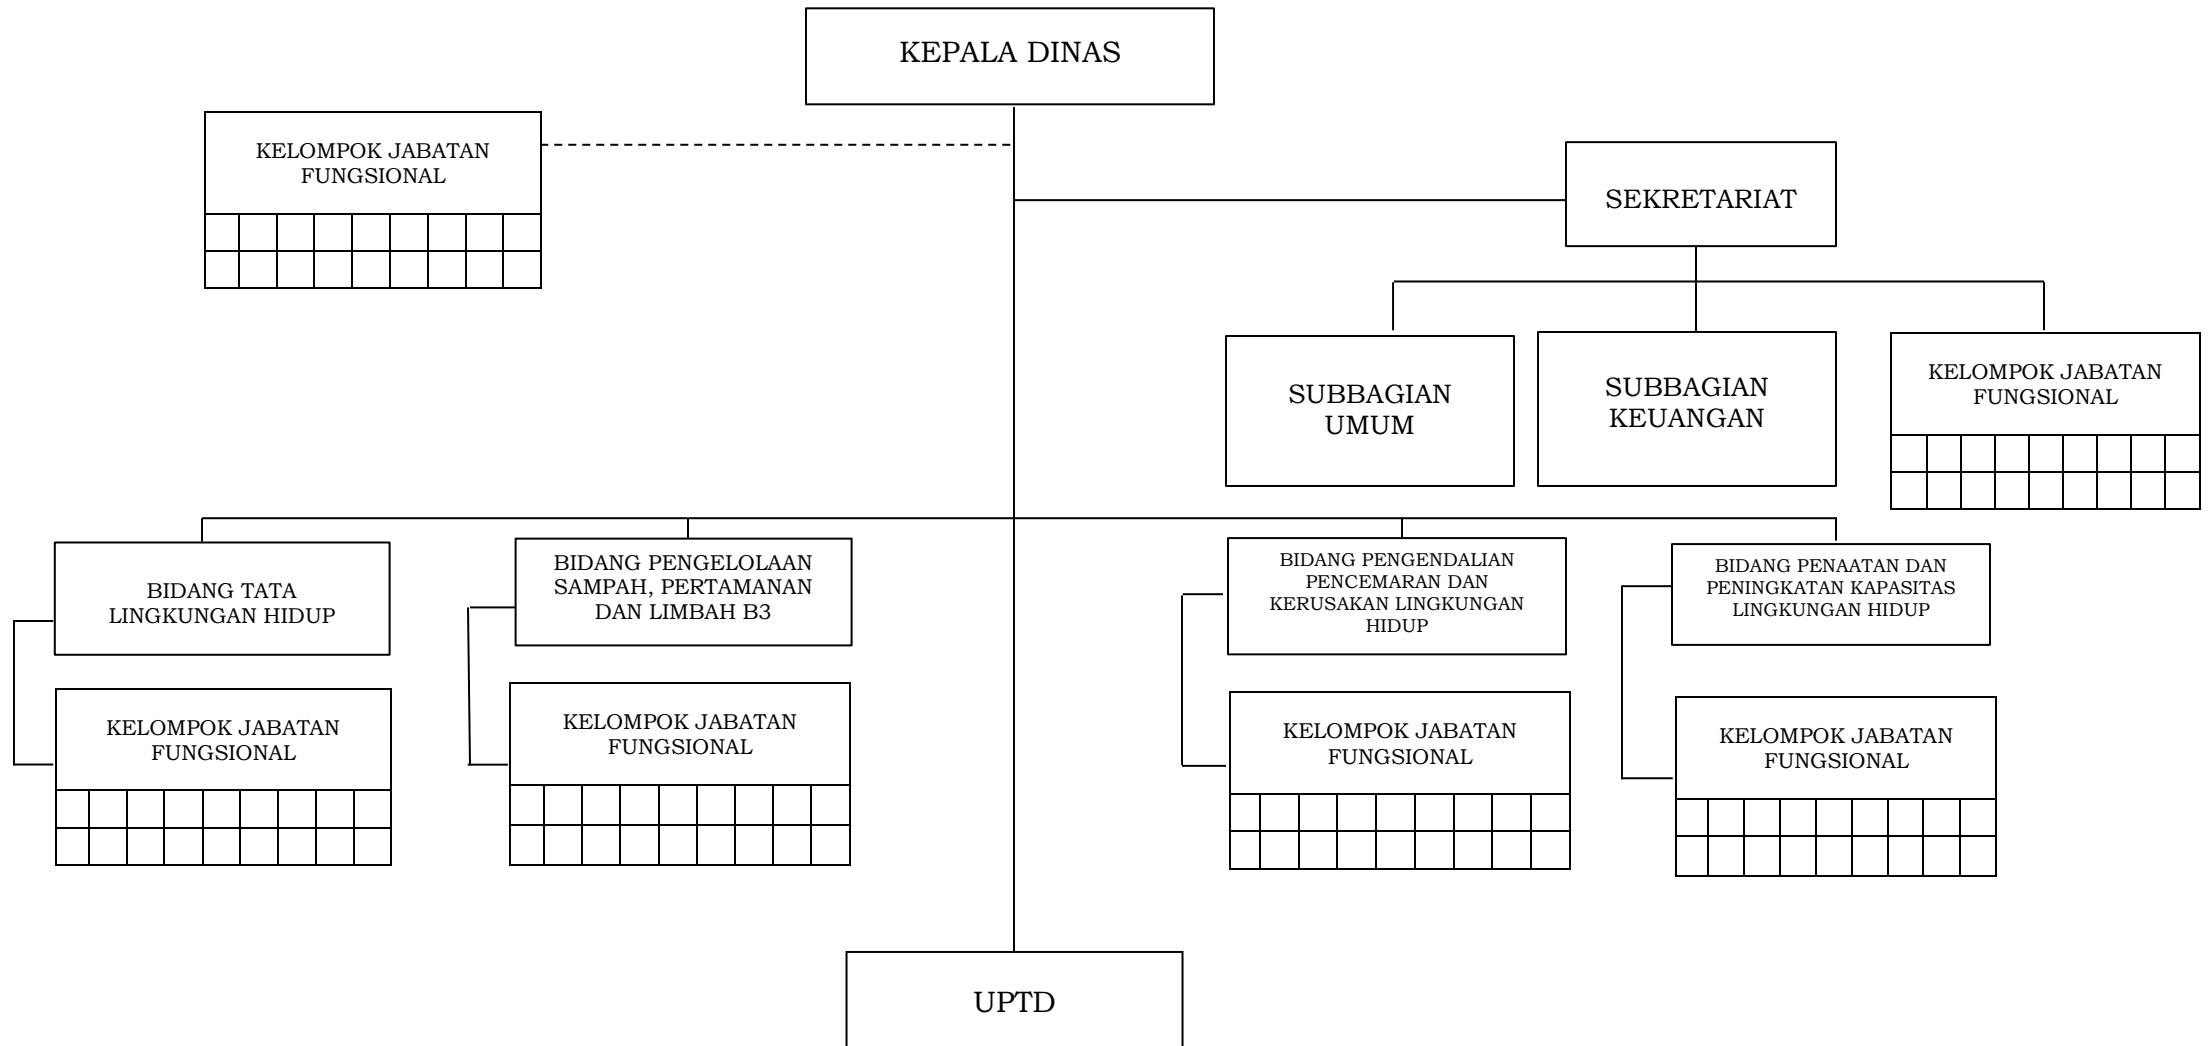 KEPALA DINAS
KELOMPOK JABATAN
FUNGSIONAL
SEKRETARIAT
SUBBAGIAN
UMUM
SUBBAGIAN
KEUANGAN
KELOMPOK JABATAN
FUNGSIONAL
BIDANG TATA
LINGKUNGAN HIDUP
BIDANG PENGELOLAAN
SAMPAH, PERTAMANAN
DAN LIMBAH B3
BIDANG PENGENDALIAN
PENCEMARAN DAN
KERUSAKAN LINGKUNGAN
HIDUP
BIDANG PENAATAN DAN
PENINGKATAN KAPASITAS
LINGKUNGAN HIDUP
KELOMPOK JABATAN
FUNGSIONAL
KELOMPOK JABATAN
FUNGSIONAL
KELOMPOK JABATAN
FUNGSIONAL
KELOMPOK JABATAN
FUNGSIONAL
UPTD